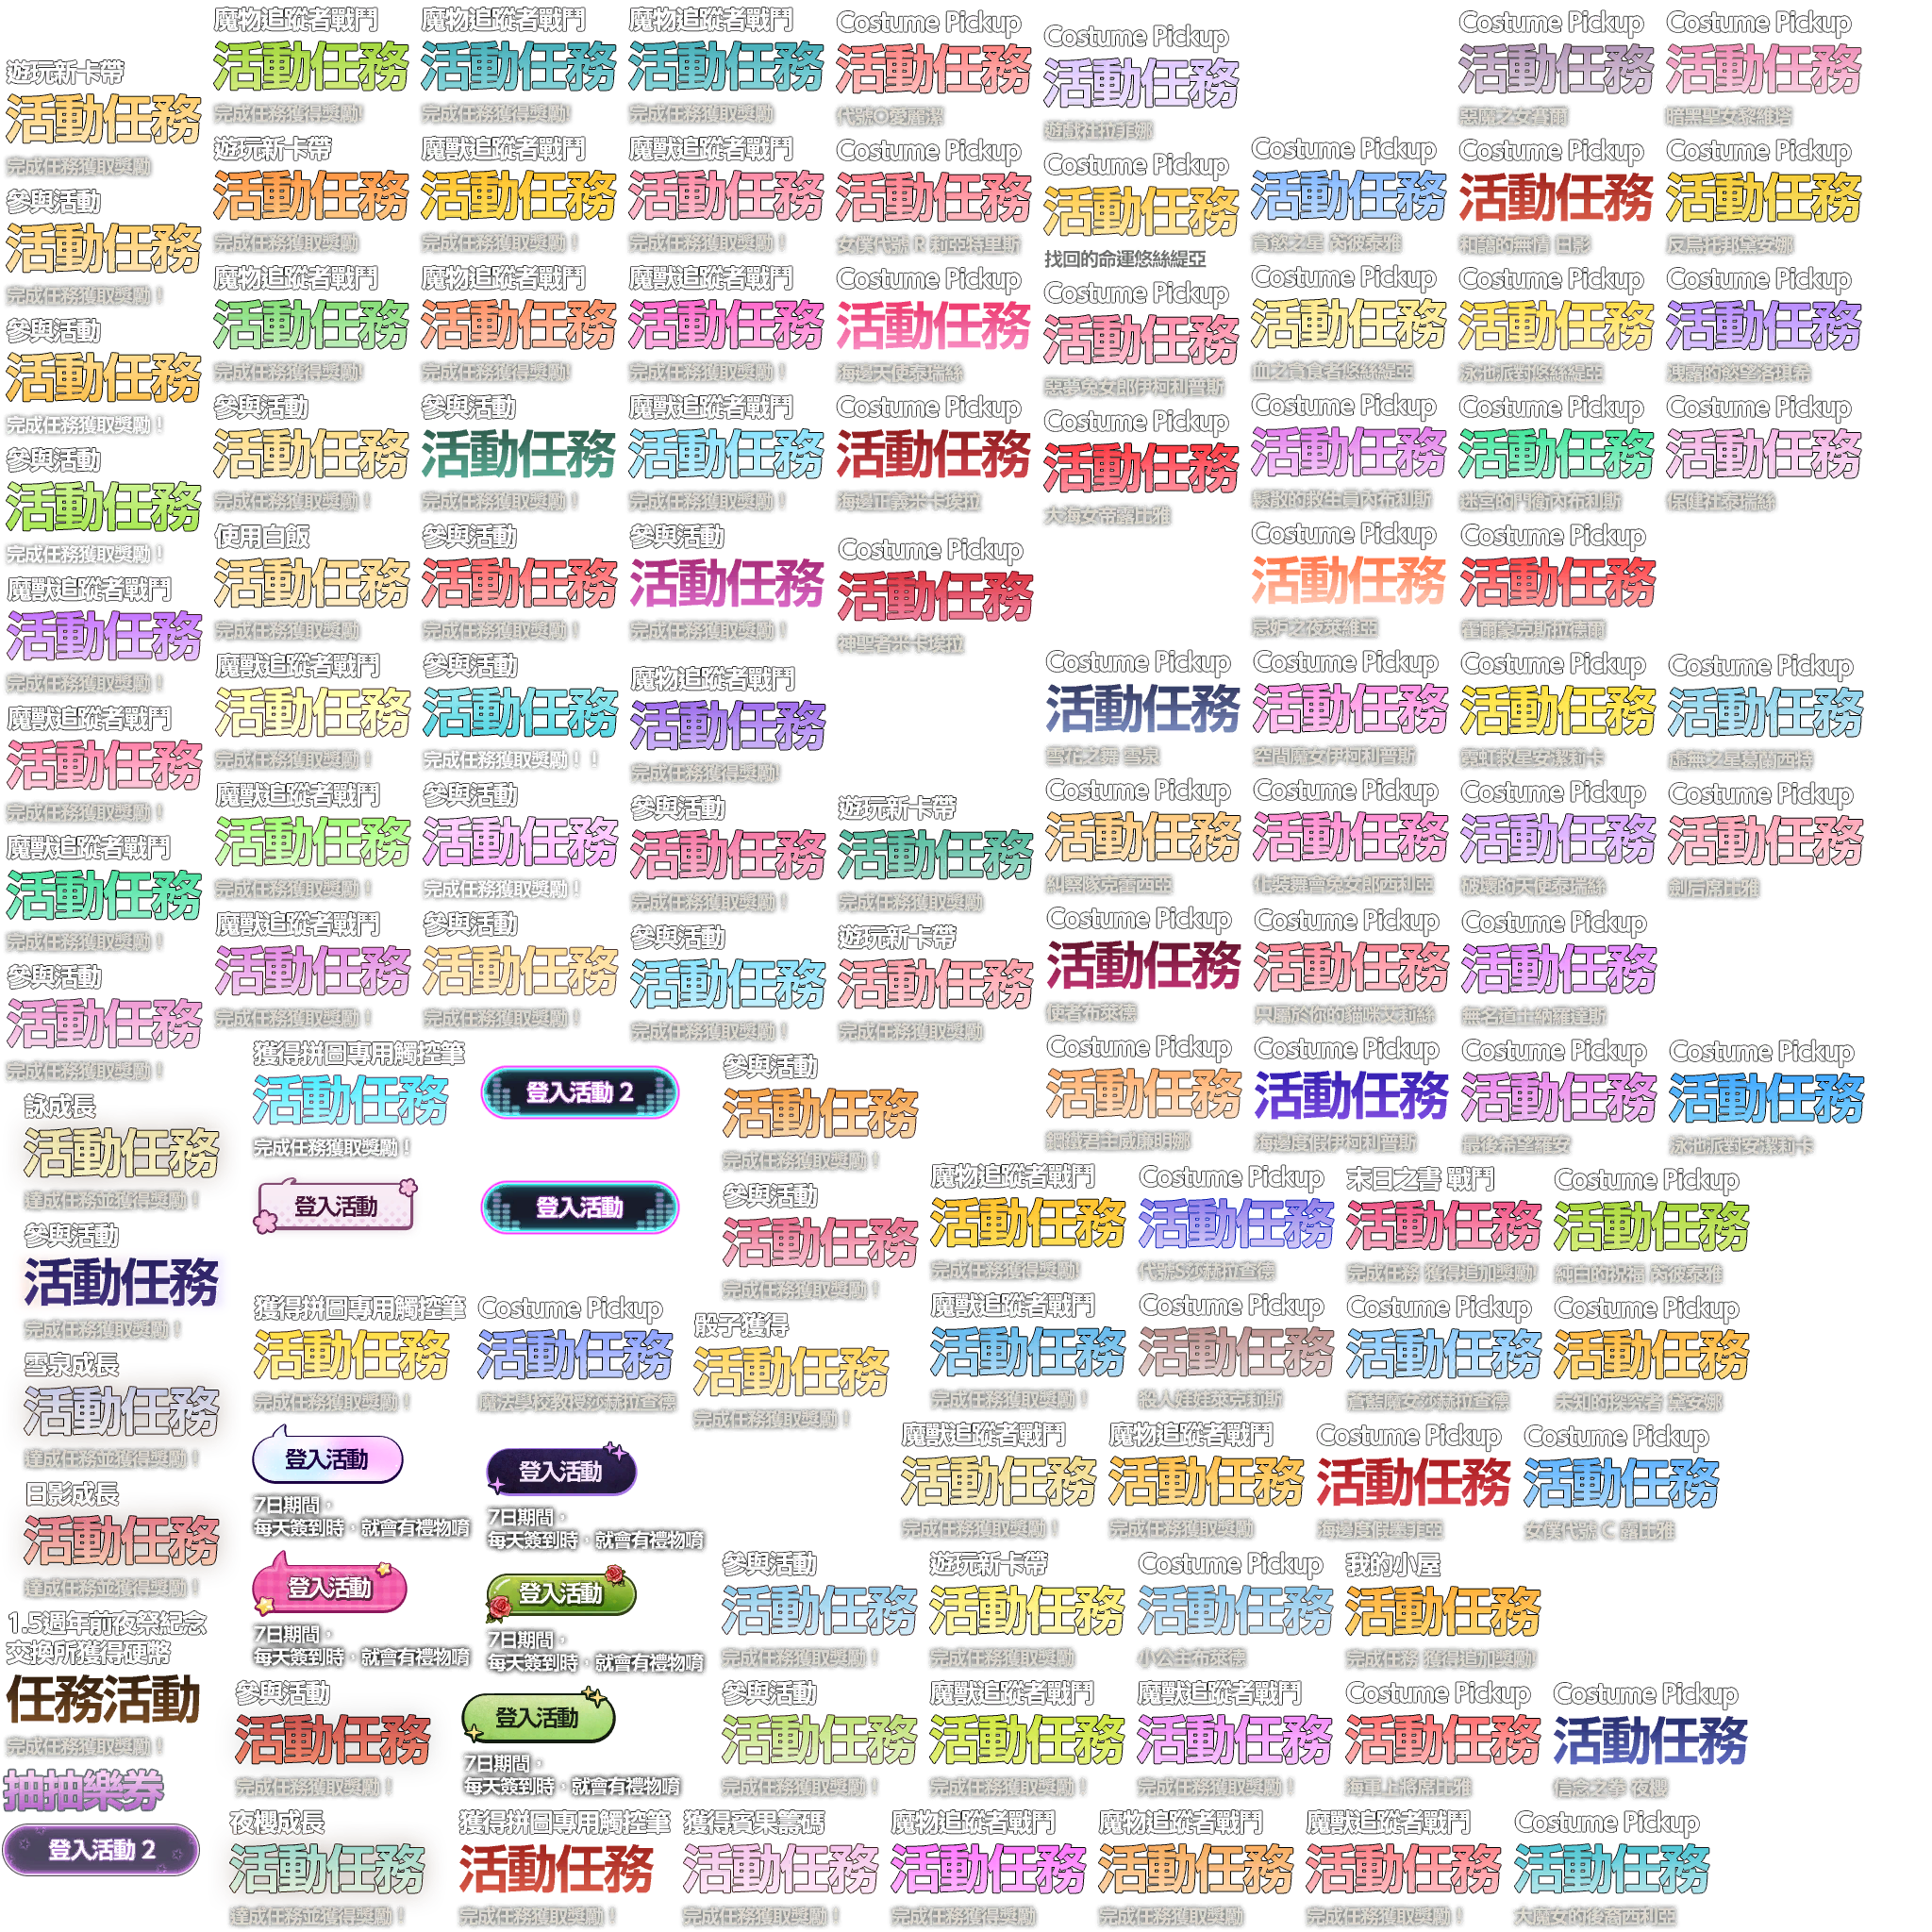 遊玩新卡帶
活動任務
完成任務獲取獎勵
參與活動
活動任務
完成任務獲取獎勵！
參與活動
活動任務
完成任務獲取獎勵！
參與活動
活動任務
完成任務獲取獎勵！
魔獸追蹤者戰鬥
活動任務
完成任務獲取獎勵！
魔獸追蹤者戰鬥
活動任務
完成任務獲取獎勵！
魔獸追蹤者戰鬥
活動任務
完成任務獲取獎勵！
參與活動
活動任務
完成任務獲取獎勵！
詠成長
活動任務
達成任務並獲得獎勵！
參與活動
活動任務
完成任務獲取獎勵！
雪泉成長
活動任務
達成任務並獲得獎勵！
日影成長
活動任務
達成任務並獲得獎勵！
1.5週年前夜祭紀念
交換所獲得硬幣
任務活動
完成任務獲取獎勵！
抽抽樂券
登入活動 2
魔物追蹤者戰鬥
活動任務
完成任務獲得獎勵!
遊玩新卡帶
活動任務
完成任務獲取獎勵
魔物追蹤者戰鬥
活動任務
完成任務獲得獎勵!
參與活動
活動任務
完成任務獲取獎勵！
使用白飯
活動任務
完成任務獲取獎勵
魔獸追蹤者戰鬥
活動任務
完成任務獲取獎勵！
魔獸追蹤者戰鬥
活動任務
完成任務獲取獎勵！
魔獸追蹤者戰鬥
活動任務
完成任務獲取獎勵！
魔物追蹤者戰鬥
活動任務
完成任務獲得獎勵!
魔獸追蹤者戰鬥
活動任務
完成任務獲取獎勵！
魔物追蹤者戰鬥
活動任務
完成任務獲得獎勵!
參與活動
活動任務
完成任務獲取獎勵！
參與活動
活動任務
完成任務獲取獎勵！
參與活動
活動任務
完成任務獲取獎勵！！
參與活動
活動任務
完成任務獲取獎勵！
參與活動
活動任務
完成任務獲取獎勵！
魔物追蹤者戰鬥
活動任務
完成任務獲取獎勵
魔獸追蹤者戰鬥
活動任務
完成任務獲取獎勵！
魔獸追蹤者戰鬥
活動任務
完成任務獲取獎勵！
魔獸追蹤者戰鬥
活動任務
完成任務獲取獎勵！
參與活動
活動任務
完成任務獲取獎勵！
魔物追蹤者戰鬥
活動任務
完成任務獲得獎勵!
參與活動
活動任務
完成任務獲取獎勵！
參與活動
活動任務
完成任務獲取獎勵！
Costume Pickup
活動任務
代號O愛麗潔
Costume Pickup
活動任務
女僕代號 R 莉亞特里斯
Costume Pickup
活動任務
海邊天使泰瑞絲
Costume Pickup
活動任務
海邊正義米卡埃拉
Costume Pickup
活動任務
神聖者米卡埃拉
遊玩新卡帶
活動任務
完成任務獲取獎勵
遊玩新卡帶
活動任務
完成任務獲取獎勵
Costume Pickup
活動任務
遊戲社拉菲娜
Costume Pickup
活動任務
找回的命運悠絲緹亞
Costume Pickup
活動任務
惡夢兔女郎伊柯利普斯
Costume Pickup
活動任務
大海女帝露比雅
Costume Pickup
活動任務
雪花之舞 雪泉
Costume Pickup
活動任務
糾察隊克蕾西亞
Costume Pickup
活動任務
使者布萊德
Costume Pickup
活動任務
鋼鐵君主威廉明娜
Costume Pickup
活動任務
貪飲之星 芮彼泰雅
Costume Pickup
活動任務
血之貪食者悠絲緹亞
Costume Pickup
活動任務
鬆散的救生員內布利斯
Costume Pickup
活動任務
忌妒之夜萊維亞
Costume Pickup
活動任務
空間魔女伊柯利普斯
Costume Pickup
活動任務
化裝舞會兔女郎西利亞
Costume Pickup
活動任務
只屬於你的貓咪艾莉絲
Costume Pickup
活動任務
海邊度假伊柯利普斯
Costume Pickup
活動任務
惡魔之女賽爾
Costume Pickup
活動任務
和藹的無情 日影
Costume Pickup
活動任務
泳池派對悠絲緹亞
Costume Pickup
活動任務
迷宮的門衛內布利斯
Costume Pickup
活動任務
霍爾蒙克斯拉德爾
Costume Pickup
活動任務
霓虹救星安潔莉卡
Costume Pickup
活動任務
破壞的天使泰瑞絲
Costume Pickup
活動任務
無名道士納羅達斯
Costume Pickup
活動任務
最後希望羅安
Costume Pickup
活動任務
暗黑聖女黎維塔
Costume Pickup
活動任務
反烏托邦黛安娜
Costume Pickup
活動任務
洩露的慾望洛琪希
Costume Pickup
活動任務
保健社泰瑞絲
Costume Pickup
活動任務
虛無之星葛蘭西特
Costume Pickup
活動任務
劍后席比雅
Costume Pickup
活動任務
泳池派對安潔莉卡
獲得拼圖專用觸控筆
活動任務
完成任務獲取獎勵！
登入活動 2
登入活動
登入活動
參與活動
活動任務
完成任務獲取獎勵！
參與活動
活動任務
完成任務獲取獎勵！
魔物追蹤者戰鬥
活動任務
完成任務獲得獎勵!
Costume Pickup
活動任務
代號S莎赫拉查德
末日之書 戰鬥
活動任務
完成任務 獲得追加獎勵!
Costume Pickup
活動任務
純白的祝福 芮彼泰雅
獲得拼圖專用觸控筆
活動任務
完成任務獲取獎勵！
Costume Pickup
活動任務
魔法學校教授莎赫拉查德
骰子獲得
活動任務
完成任務獲取獎勵！
魔獸追蹤者戰鬥
活動任務
完成任務獲取獎勵！
Costume Pickup
活動任務
殺人娃娃萊克莉斯
Costume Pickup
活動任務
蒼藍魔女莎赫拉查德
Costume Pickup
活動任務
未知的探究者 黛安娜
登入活動
7日期間，
每天簽到時，就會有禮物唷
登入活動
7日期間，
每天簽到時，就會有禮物唷
魔獸追蹤者戰鬥
活動任務
完成任務獲取獎勵！
魔物追蹤者戰鬥
活動任務
完成任務獲取獎勵
Costume Pickup
活動任務
海邊度假墨菲亞
Costume Pickup
活動任務
女僕代號 C 露比雅
登入活動
7日期間，
每天簽到時，就會有禮物唷
登入活動
7日期間，
每天簽到時，就會有禮物唷
參與活動
活動任務
完成任務獲取獎勵！
遊玩新卡帶
活動任務
完成任務獲取獎勵
Costume Pickup
活動任務
小公主布萊德
我的小屋
活動任務
完成任務 獲得追加獎勵!
參與活動
活動任務
完成任務獲取獎勵！
登入活動
7日期間，
每天簽到時，就會有禮物唷
參與活動
活動任務
完成任務獲取獎勵！
魔獸追蹤者戰鬥
活動任務
完成任務獲取獎勵！
魔獸追蹤者戰鬥
活動任務
完成任務獲取獎勵！
Costume Pickup
活動任務
海軍上將席比雅
Costume Pickup
活動任務
信念之拳 夜櫻
夜櫻成長
活動任務
達成任務並獲得獎勵！
獲得拼圖專用觸控筆
活動任務
完成任務獲取獎勵！
獲得賓果籌碼
活動任務
完成任務獲取獎勵！
魔物追蹤者戰鬥
活動任務
完成任務獲得獎勵
魔物追蹤者戰鬥
活動任務
完成任務獲取獎勵
魔獸追蹤者戰鬥
活動任務
完成任務獲取獎勵！
Costume Pickup
活動任務
大魔女的後裔西利亞